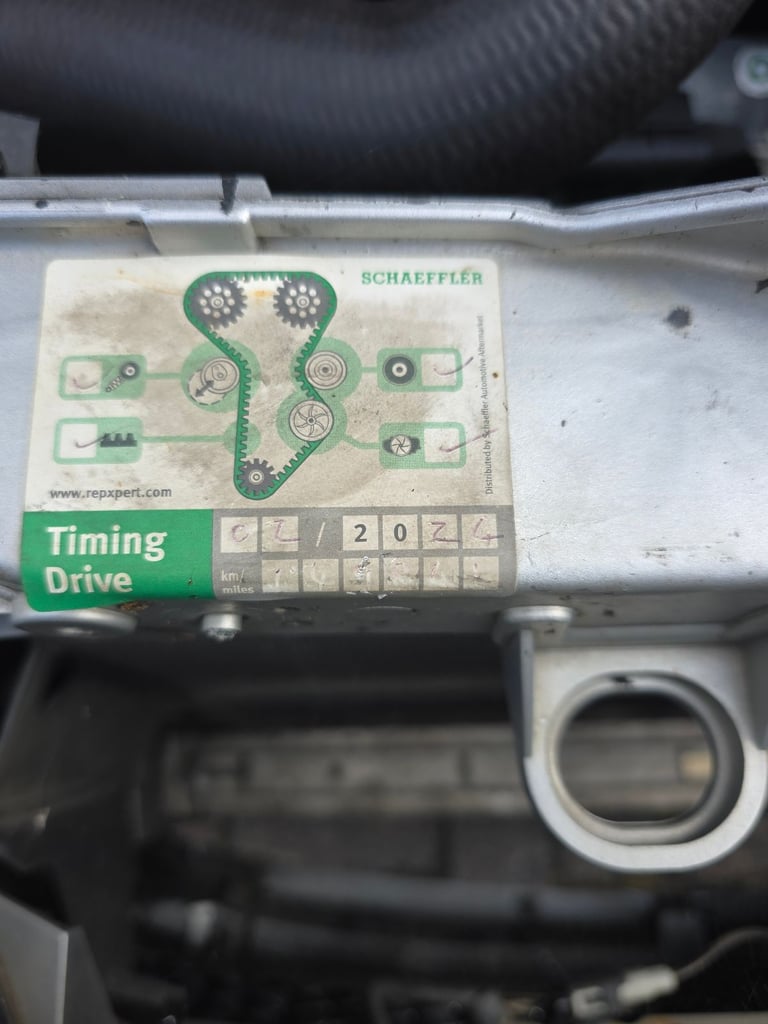 SCHAEFFLER
Distributed by Schaeffler Automotive Aftermarket
www.repxpert.com
Timing
Drive
02/2024
km/
miles